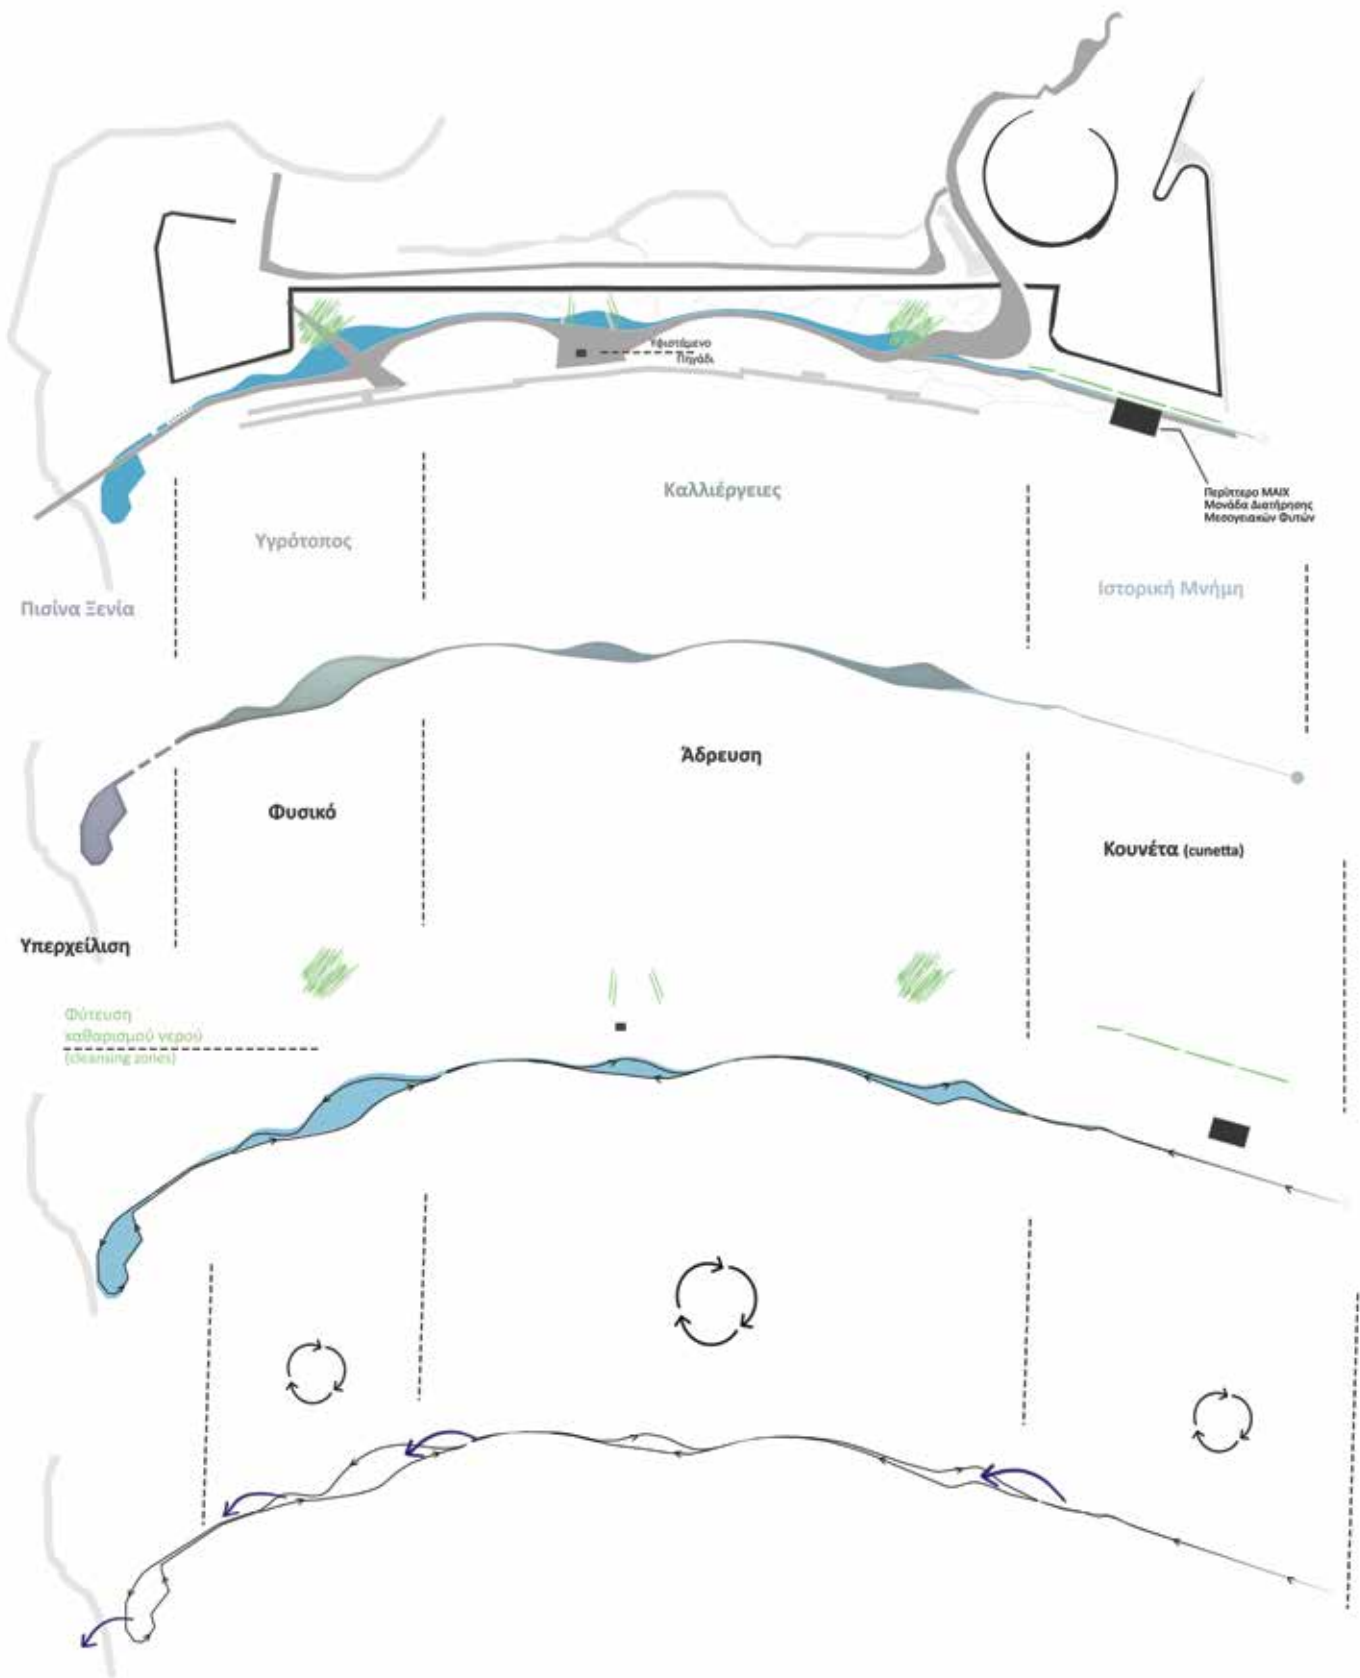 Υφιστάμενο
Πηγάδι
Περίπτερο ΜΑΙΧ
Μονάδα Διατήρησης
Μεσογειακών Φυτών
Καλλιέργειες
Υγρότοπος
Ιστορική Μνήμη
Πισίνα Ξενία
Άδρευση
Φυσικό
Κουνέτα (cunetta)
Υπερχείλιση
Φύτευση
καθαρισμού νερού
(cleansing zones)